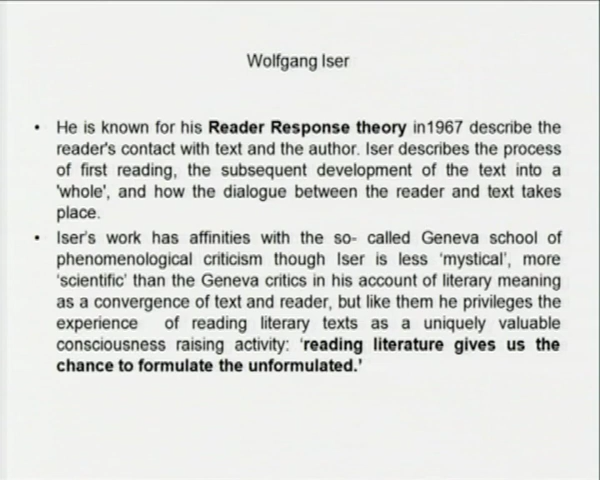 Wolfgang Iser
• He is known for his Reader Response theory in1967 describe the
reader's contact with text and the author. Iser describes the process
of first reading, the subsequent development of the text into a
'whole', and how the dialogue between the reader and text takes
place.
• Iser's work has affinities with the so- called Geneva school of
phenomenological criticism though Iser is less 'mystical', more
'scientific' than the Geneva critics in his account of literary meaning
as a convergence of text and reader, but like them he privileges the
experience of reading literary texts as a uniquely valuable
consciousness raising activity: 'reading literature gives us the
chance to formulate the unformulated.'